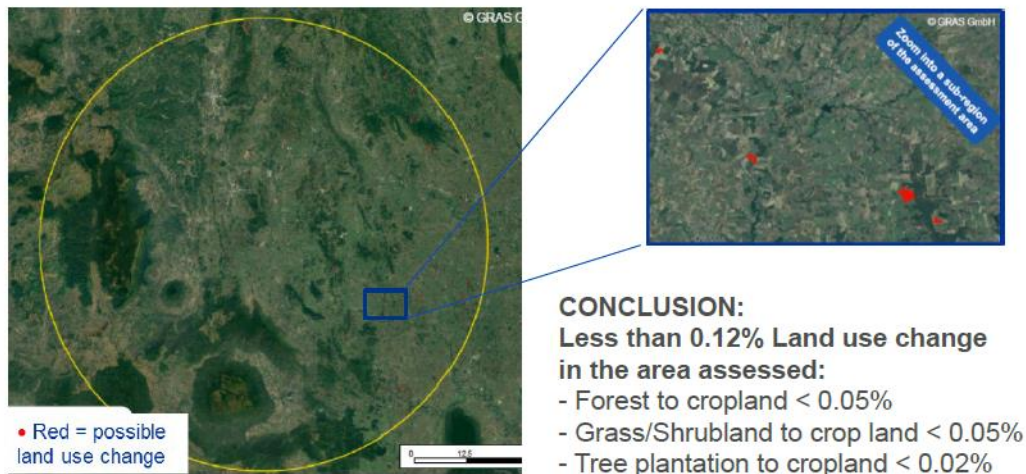 © GRAS GmbH
© GRAS GmbH
Zoom into a sub-region
of the assessment area
• Red = possible
land use change
0 12,5
CONCLUSION:
Less than 0.12% Land use change
in the area assessed:
- Forest to cropland < 0.05%
- Grass/Shrubland to crop land < 0.05%
- Tree plantation to cropland < 0.02%